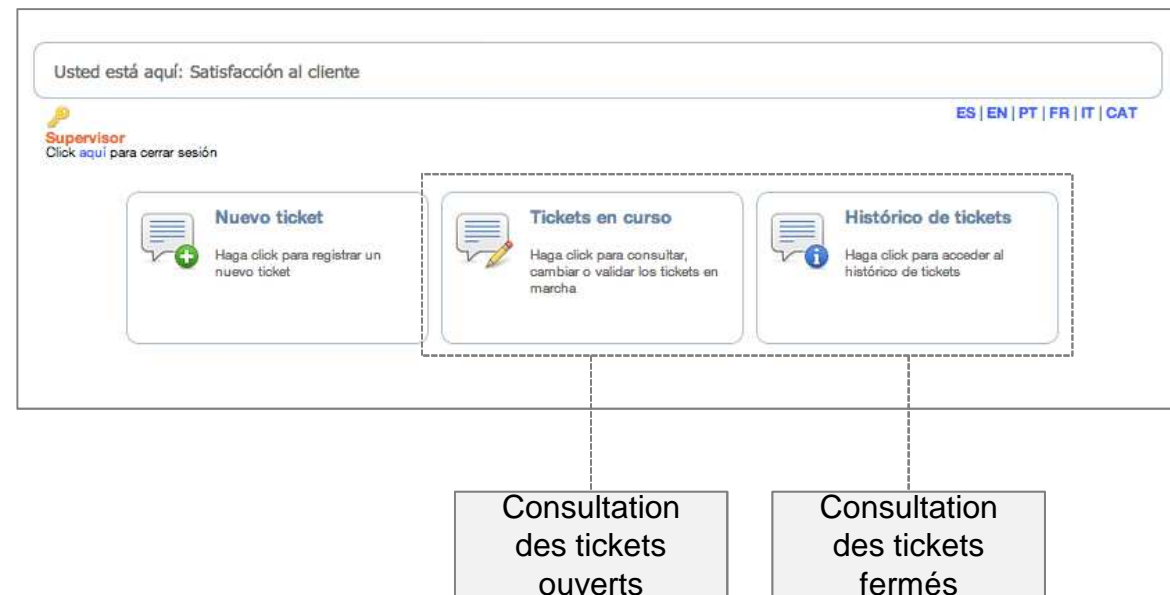 Usted está aquí: Satisfacción al cliente
ES | EN | PT | FR | IT | CAT
Supervisor
Click aquí para cerrar sesión
Nuevo ticket
Haga click para registrar un
nuevo ticket
Tickets en curso
Haga click para consultar,
cambiar o validar los tickets en
marcha
Histórico de tickets
Haga click para acceder al
histórico de tickets
Consultation
des tickets
ouverts
Consultation
des tickets
fermés